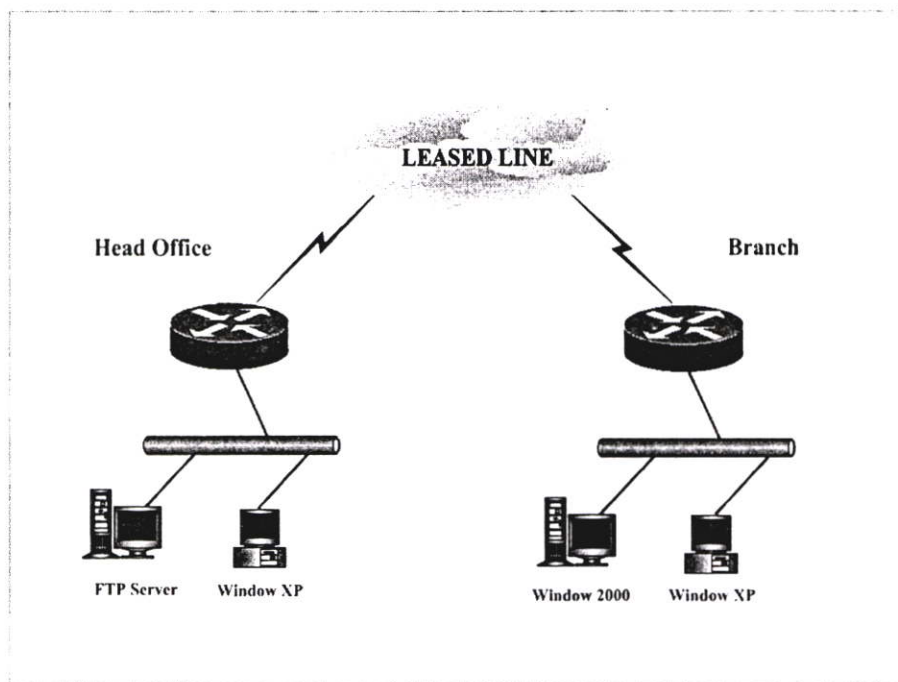 LEASED LINE
Head Office
Branch
FTP Server
Window XP
Window 2000
Window XP